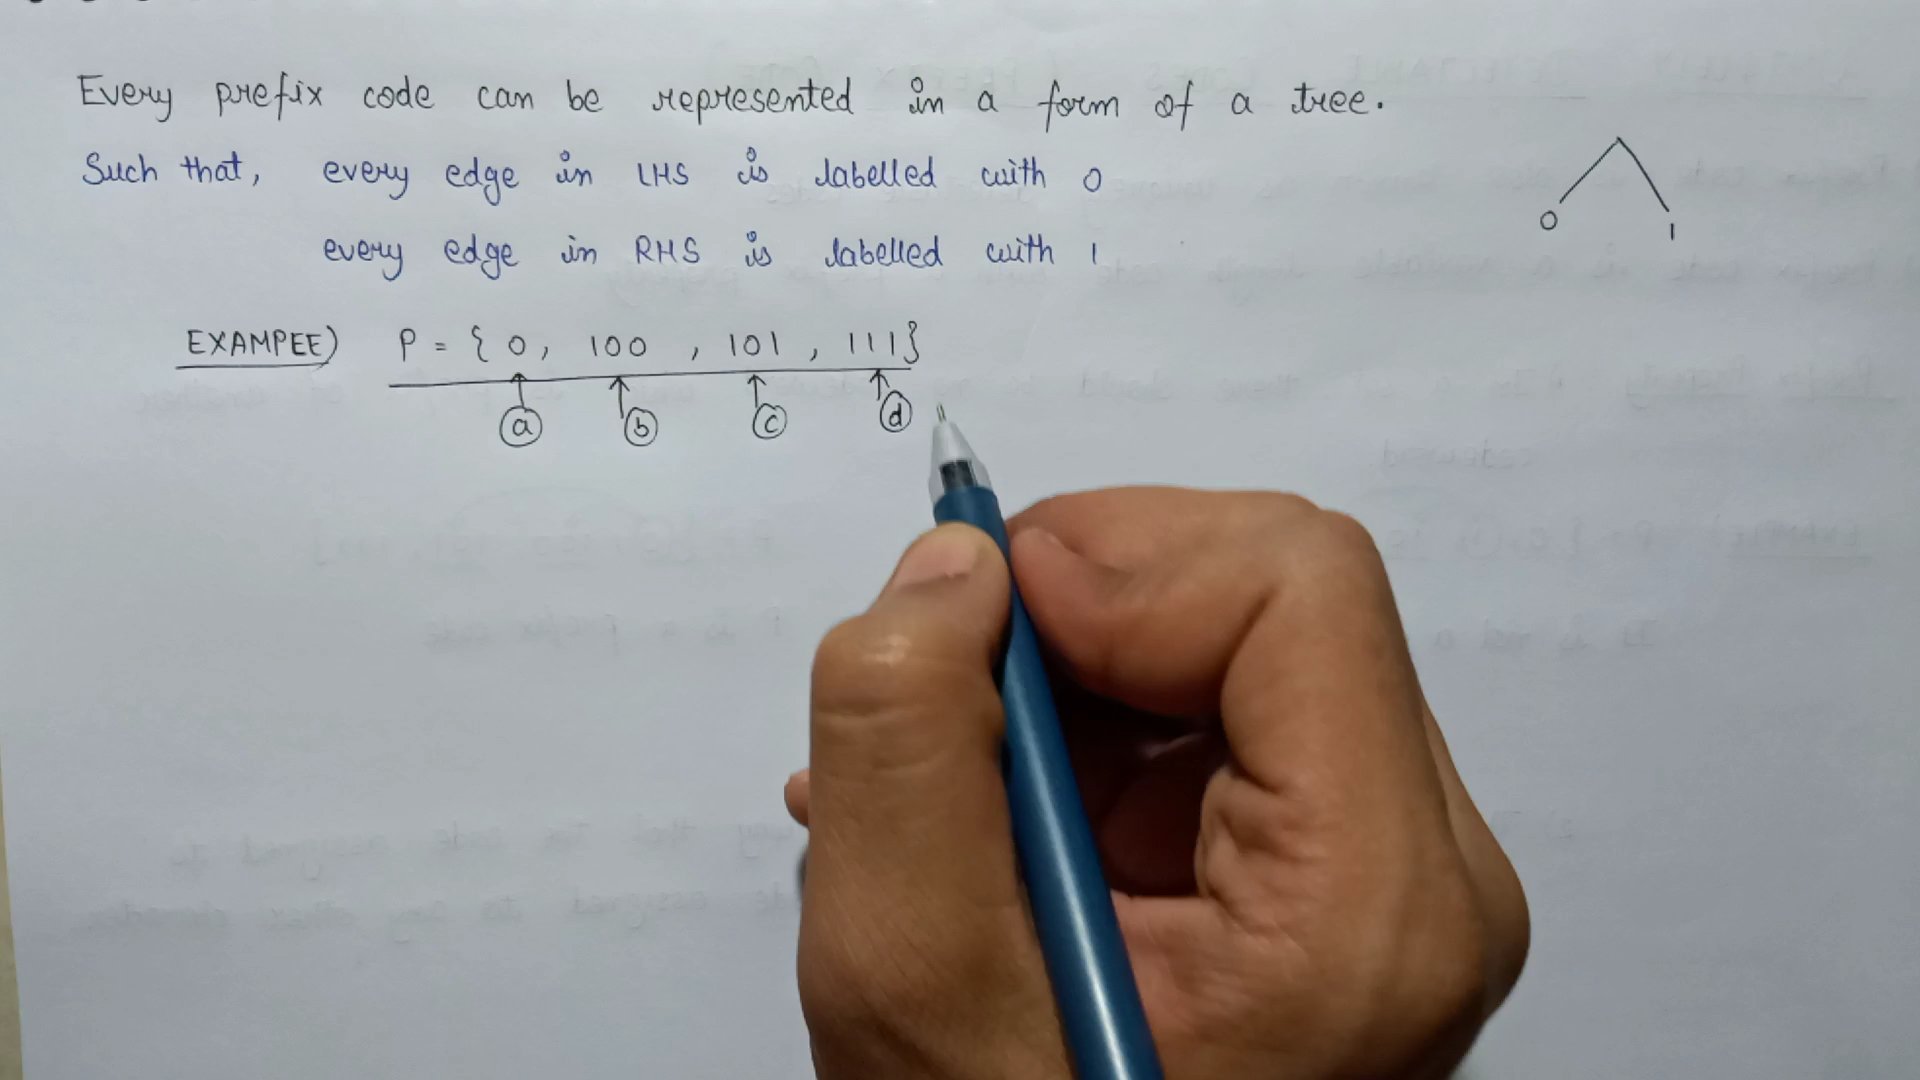 Every prefix code can be represented in a form of a tree.
Such that, every edge in LHS is labelled with 0
every edge in RHS is labelled with 1
0 1
EXAMPEE) P = { 0, 100 , 101 , 111}
a b c d